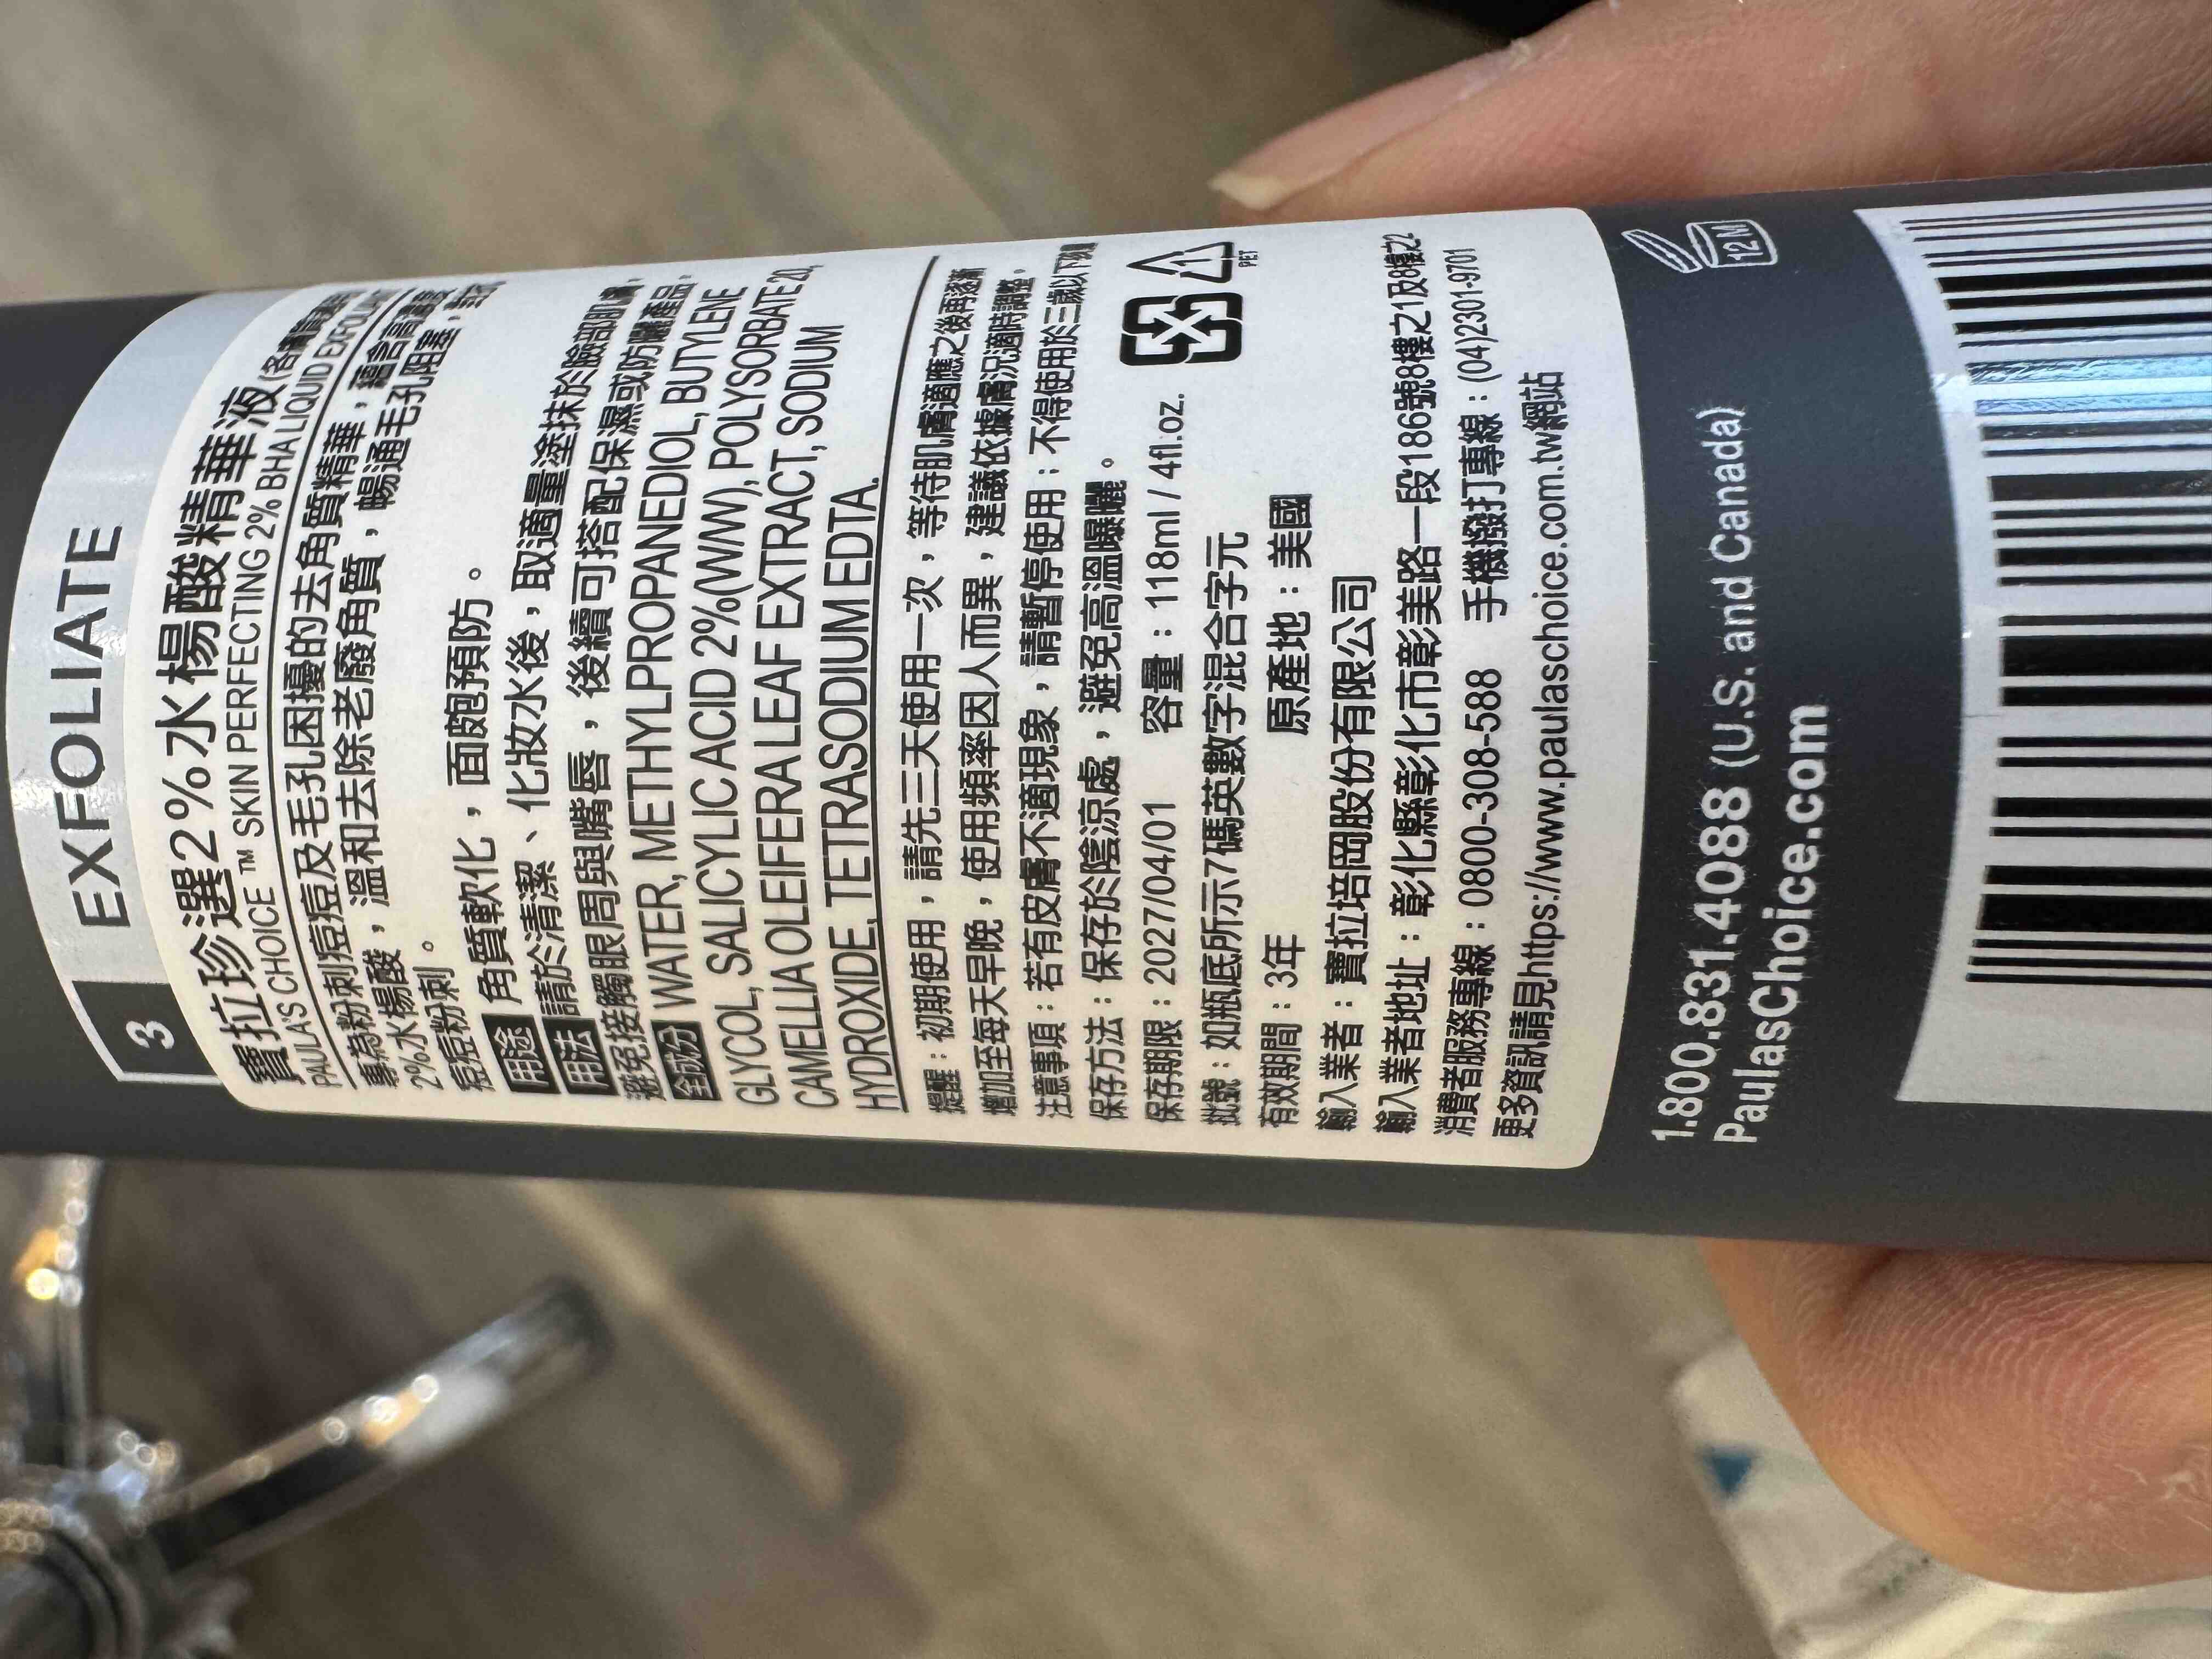 3
EXFOLIATE
寶拉珍選2%水楊酸精華液
PAULA'S CHOICE ™ SKIN PERFECTING 2% BHA LIQUID EXFOLIANT
專為粉刺痘痘及毛孔困擾的去角質精華,蘊含高濃度
2%水楊酸,溫和去除老廢角質,暢通毛孔阻塞,
痘痘粉刺。
用途 角質軟化,面皰預防。
用法 請於清潔、化妝水後,取適量塗抹於臉部肌膚,
避免接觸眼周與嘴唇,後續可搭配保濕或防曬產品。
全成分 WATER, METHYLPROPANEDIOL, BUTYLENE
GLYCOL, SALICYLIC ACID 2%(W/W), POLYSORBATE 20,
CAMELLIA OLEIFERA LEAF EXTRACT, SODIUM
HYDROXIDE, TETRASODIUM EDTA.
提醒:初期使用,請先三天使用一次,等待肌膚適應之後再逐漸
增加至每天早晚,使用頻率因人而異,建議依據膚況適時調整。
注意事項:若有皮膚不適現象,請暫停使用;不得使用於三歲以下孩童
保存方法:保存於陰涼處,避免高溫曝曬。
保存期限:2027/04/01 容量:118ml / 4fl.oz.
批號:如瓶底所示7碼英數字混合字元
有效期間:3年 原產地:美國
PET
輸入業者:寶拉培岡股份有限公司
輸入業者地址:彰化縣彰化市彰美路一段186號8樓之1及8樓之2
消費者服務專線:0800-308-588 手機撥打專線:(04)2301-9701
更多資訊請見https://www.paulaschoice.com.tw網站
1.800.831.4088 (U.S. and Canada)
PaulasChoice.com
12 M